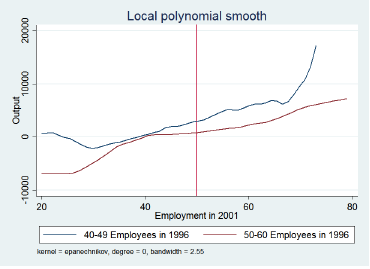 Local polynomial smooth
20000
10000
0
-10000
Output
20
40
60
80
Employment in 2001
40-49 Employees in 1996
50-60 Employees in 1996
kernel = epanechnikov, degree = 0, bandwidth = 2.55